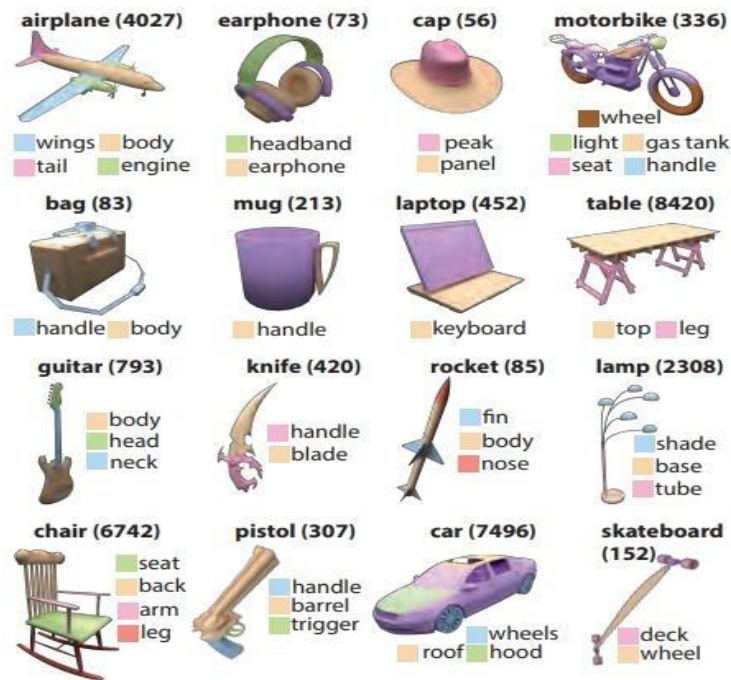 airplane (4027)
wings body
tail engine
earphone (73)
headband
earphone
cap (56)
peak
panel
motorbike (336)
wheel
light gas tank
seat handle
bag (83)
handle body
mug (213)
handle
laptop (452)
keyboard
table (8420)
top leg
guitar (793)
body
head
neck
knife (420)
handle
blade
rocket (85)
fin
body
nose
lamp (2308)
shade
base
tube
chair (6742)
seat
back
arm
leg
pistol (307)
handle
barrel
trigger
car (7496)
wheels
roof hood
skateboard
(152)
deck
wheel